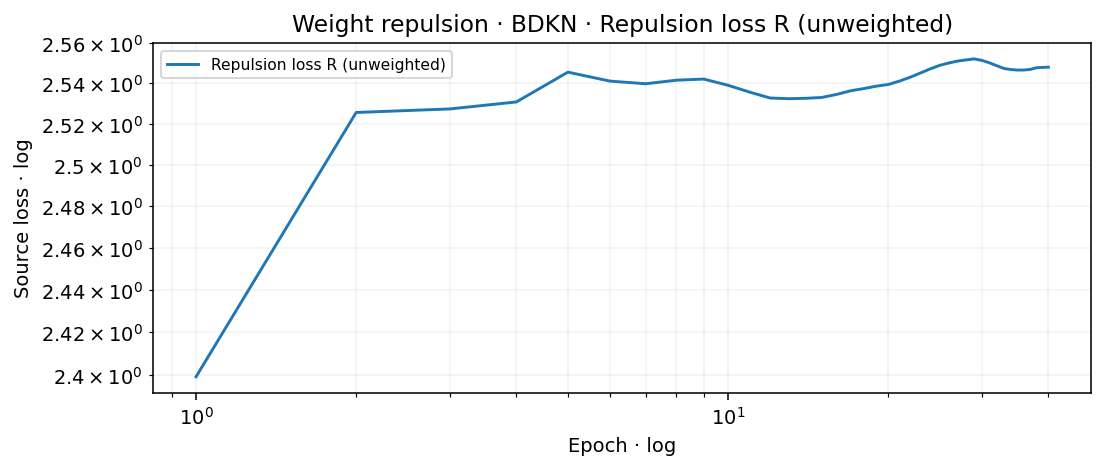 Weight repulsion · BDKN · Repulsion loss R (unweighted)
Repulsion loss R (unweighted)
Source loss · log
2.56 × 10⁰
2.54 × 10⁰
2.52 × 10⁰
2.5 × 10⁰
2.48 × 10⁰
2.46 × 10⁰
2.44 × 10⁰
2.42 × 10⁰
2.4 × 10⁰
10⁰
10¹
Epoch · log